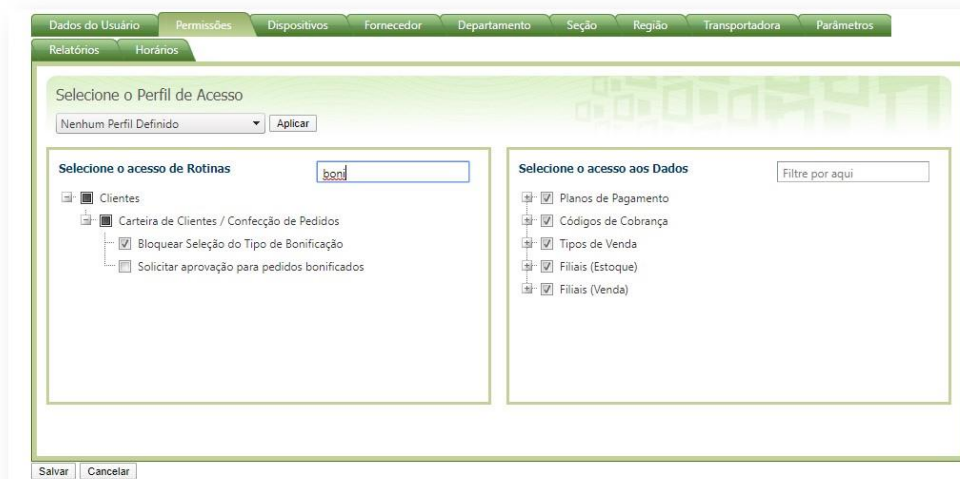 Dados do Usuário Permissões Dispositivos Fornecedor Departamento Seção Região Transportadora Parâmetros
Relatórios Horários
Selecione o Perfil de Acesso
Nenhum Perfil Definido Aplicar
Selecione o acesso de Rotinas boni
Clientes
Carteira de Clientes / Confecção de Pedidos
Bloquear Seleção do Tipo de Bonificação
Solicitar aprovação para pedidos bonificados
Selecione o acesso aos Dados Filtre por aqui
Planos de Pagamento
Códigos de Cobrança
Tipos de Venda
Filiais (Estoque)
Filiais (Venda)
Salvar Cancelar